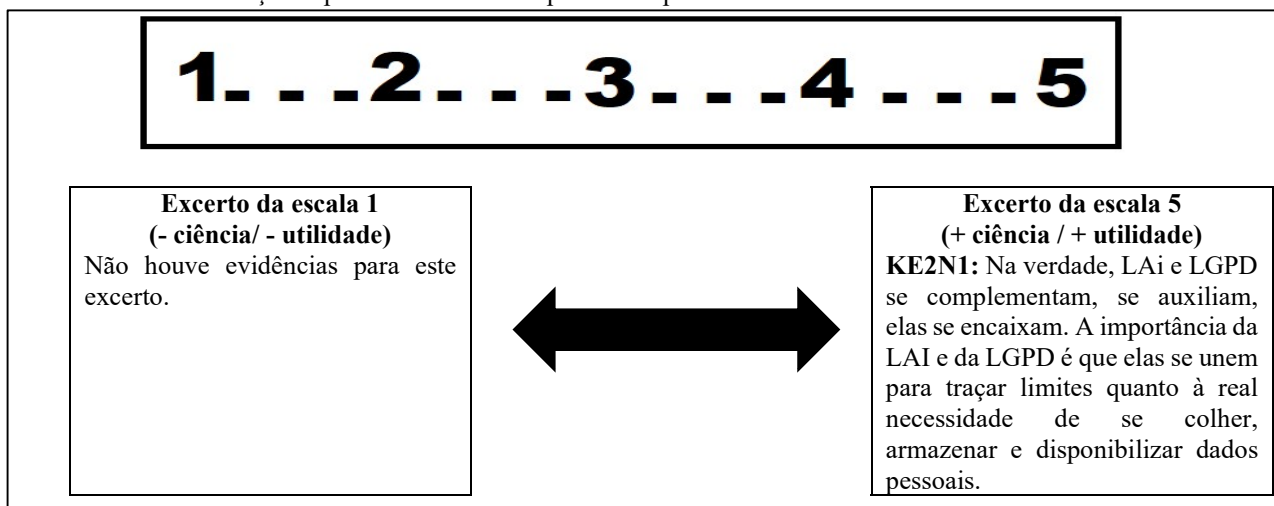 1- - -2- - -3- - -4 - - -5
Excerto da escala 1
(- ciência/ - utilidade)
Não houve evidências para este
excerto.
Excerto da escala 5
(+ ciência / + utilidade)
KE2N1: Na verdade, LAi e LGPD
se complementam, se auxiliam,
elas se encaixam. A importância da
LAI e da LGPD é que elas se unem
para traçar limites quanto à real
necessidade de se colher,
armazenar e disponibilizar dados
pessoais.